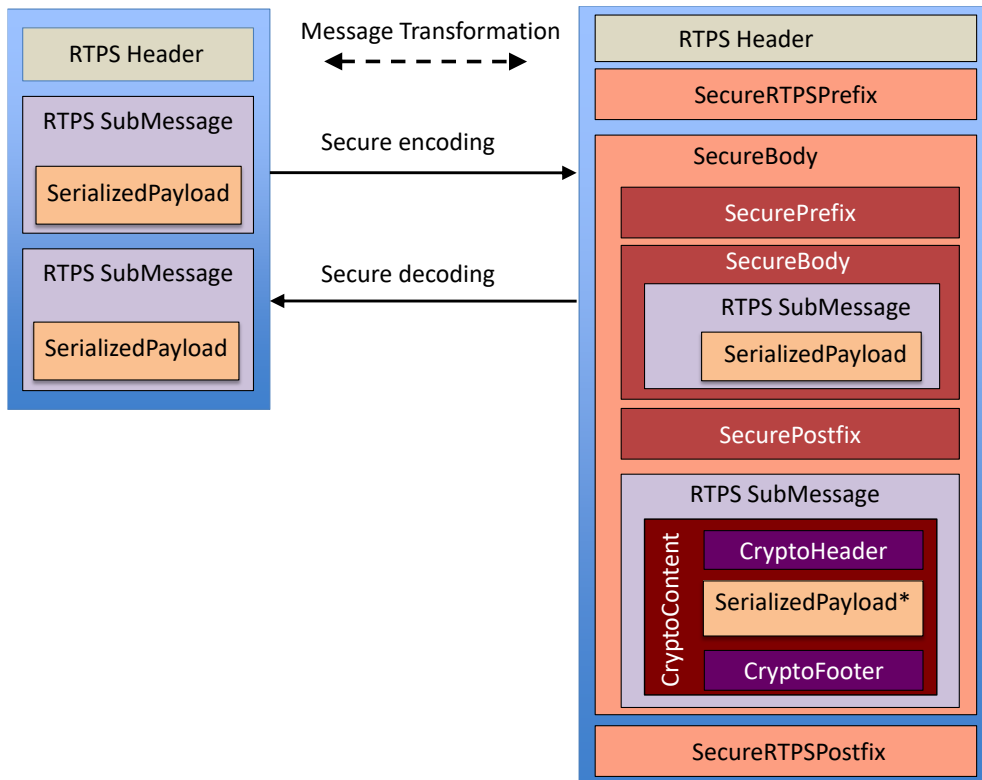 RTPS Header
RTPS SubMessage
SerializedPayload
RTPS SubMessage
SerializedPayload
Message Transformation
Secure encoding
Secure decoding
RTPS Header
SecureRTPSPrefix
SecureBody
SecurePrefix
SecureBody
RTPS SubMessage
SerializedPayload
SecurePostfix
RTPS SubMessage
CryptoContent
CryptoHeader
SerializedPayload*
CryptoFooter
SecureRTPSPostfix